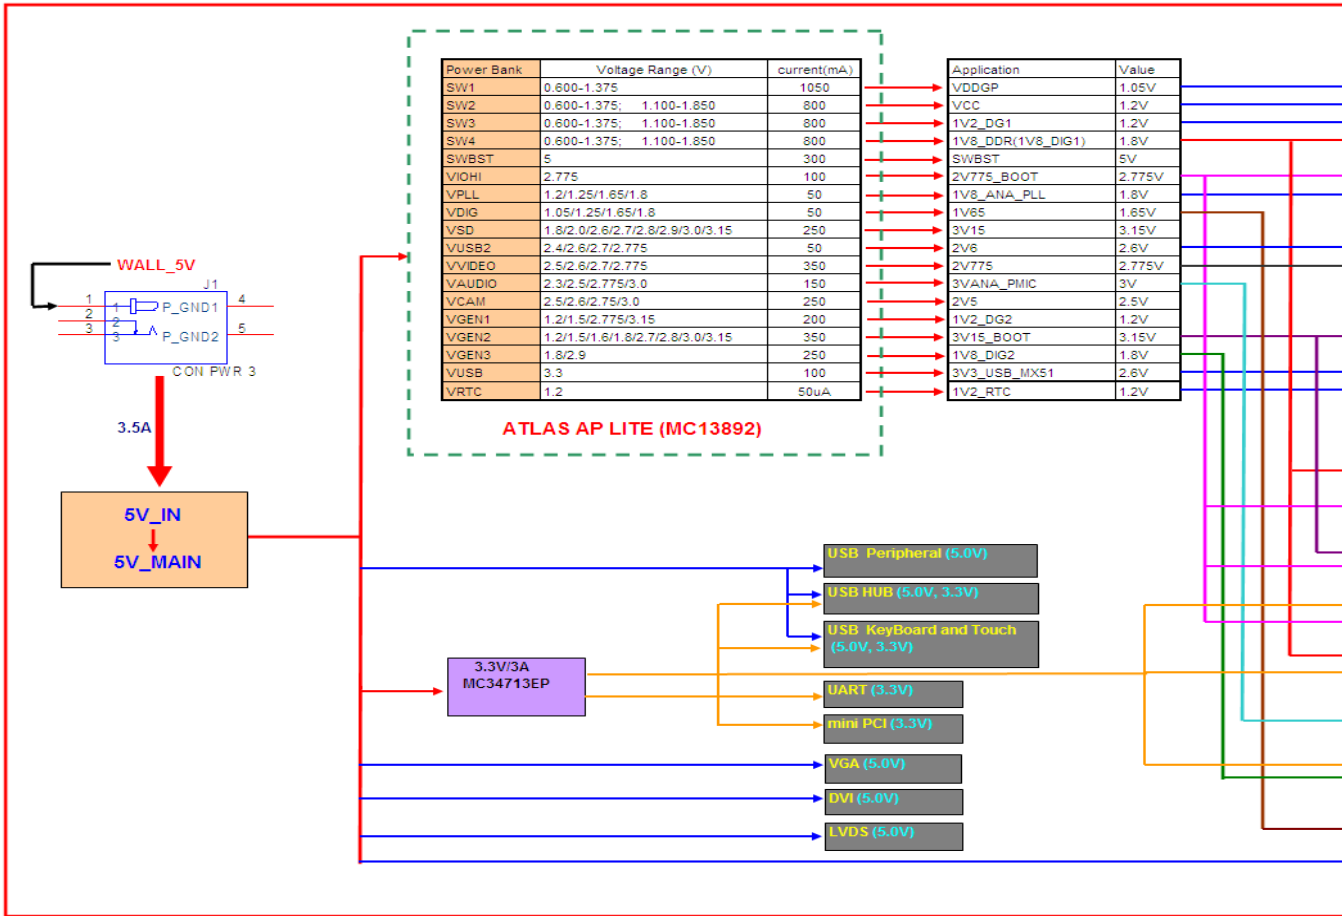 Power Bank Voltage Range (V) current(mA)
SW1 0.600-1.375 1050
SW2 0.600-1.375; 1.100-1.850 800
SW3 0.600-1.375; 1.100-1.850 800
SW4 0.600-1.375; 1.100-1.850 800
SWBST 5 300
VIOHI 2.775 100
VPLL 1.2/1.25/1.65/1.8 50
VDIG 1.05/1.25/1.65/1.8 50
VSD 1.8/2.0/2.6/2.7/2.8/2.9/3.0/3.15 250
VUSB2 2.4/2.6/2.7/2.775 50
VVIDEO 2.5/2.6/2.7/2.775 350
VAUDIO 2.3/2.5/2.775/3.0 150
VCAM 2.5/2.6/2.75/3.0 250
VGEN1 1.2/1.5/2.775/3.15 200
VGEN2 1.2/1.5/1.6/1.8/2.7/2.8/3.0/3.15 350
VGEN3 1.8/2.9 250
VUSB 3.3 100
VRTC 1.2 50uA
ATLAS AP LITE (MC13892)
Application Value
VDDGP 1.05V
VCC 1.2V
1V2_DG1 1.2V
1V8_DDR(1V8_DIG1) 1.8V
SWBST 5V
2V775_BOOT 2.775V
1V8_ANA_PLL 1.8V
1V65 1.65V
3V15 3.15V
2V6 2.6V
2V775 2.775V
3VANA_PMIC 3V
2V5 2.5V
1V2_DG2 1.2V
3V15_BOOT 3.15V
1V8_DIG2 1.8V
3V3_USB_MX51 2.6V
1V2_RTC 1.2V
WALL_5V
J1
1 1 P_GND1 4
2 2
3 3 P_GND2 5
CON PWR 3
3.5A
5V_IN
5V_MAIN
3.3V/3A
MC34713EP
USB Peripheral (5.0V)
USB HUB (5.0V, 3.3V)
USB KeyBoard and Touch
(5.0V, 3.3V)
UART (3.3V)
mini PCI (3.3V)
VGA (5.0V)
DVI (5.0V)
LVDS (5.0V)